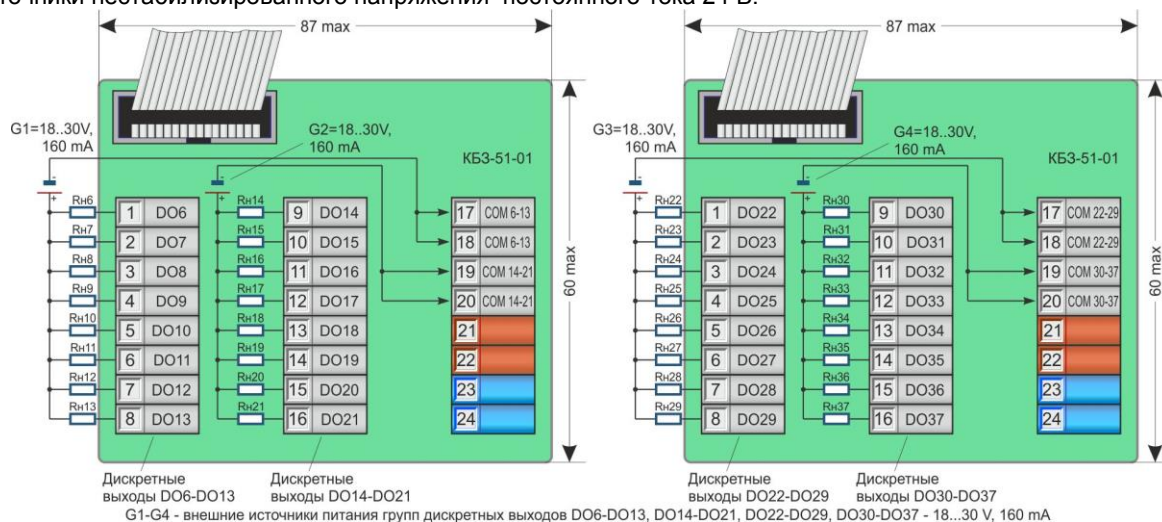 нестабилизированного напряжения постоянного тока 24 В.
87 max
87 max
G1=18..30V,
160 mA
G2=18..30V,
160 mA
КБЗ-51-01
G3=18..30V,
160 mA
G4=18..30V,
160 mA
КБЗ-51-01
- +
- +
- +
- +
Rн6 1 DO6 Rн14 9 DO14 17 COM 6-13
Rн7 2 DO7 Rн15 10 DO15 18 COM 6-13
Rн8 3 DO8 Rн16 11 DO16 19 COM 14-21
Rн9 4 DO9 Rн17 12 DO17 20 COM 14-21
Rн10 5 DO10 Rн18 13 DO18 21
Rн11 6 DO11 Rн19 14 DO19 22
Rн12 7 DO12 Rн20 15 DO20 23
Rн13 8 DO13 Rн21 16 DO21 24
60 max
Rн22 1 DO22 Rн30 9 DO30 17 COM 22-29
Rн23 2 DO23 Rн31 10 DO31 18 COM 22-29
Rн24 3 DO24 Rн32 11 DO32 19 COM 30-37
Rн25 4 DO25 Rн33 12 DO33 20 COM 30-37
Rн26 5 DO26 Rн34 13 DO34 21
Rн27 6 DO27 Rн35 14 DO35 22
Rн28 7 DO28 Rн36 15 DO36 23
Rн29 8 DO29 Rн37 16 DO37 24
60 max
Дискретные
выходы DO6-DO13
Дискретные
выходы DO14-DO21
Дискретные
выходы DO22-DO29
Дискретные
выходы DO30-DO37
G1-G4 - внешние источники питания групп дискретных выходов DO6-DO13, DO14-DO21, DO22-DO29, DO30-DO37 - 18...30 V, 160 mA